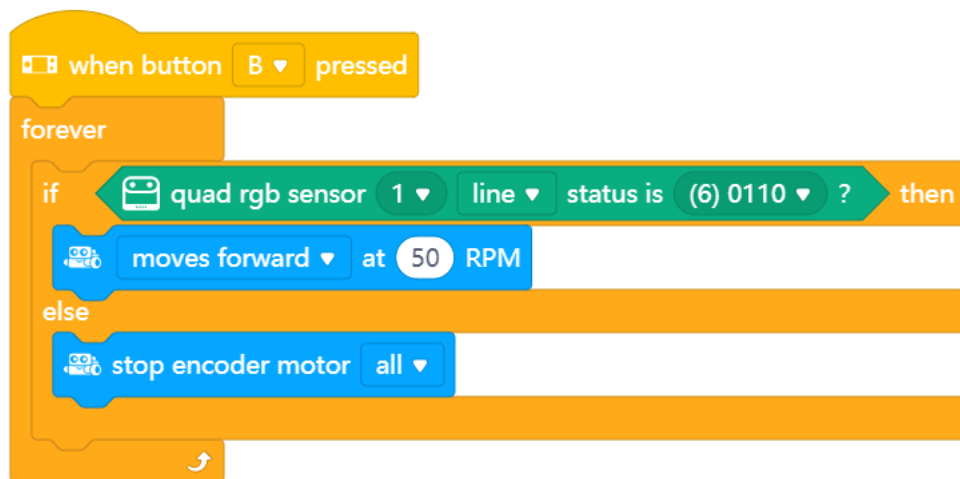 when button B pressed
forever
if quad rgb sensor 1 line status is (6) 0110 ? then
moves forward at 50 RPM
else
stop encoder motor all